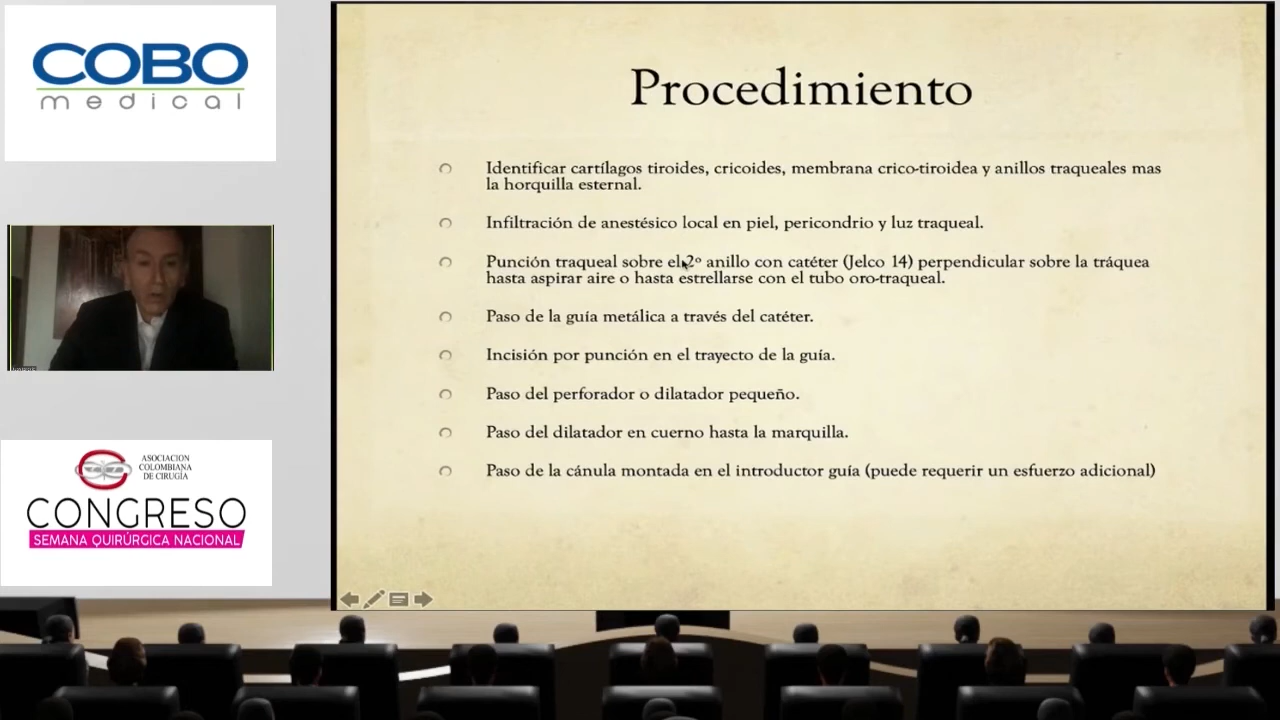 COBO
medical
ASOCIACION
COLOMBIANA
DE CIRUGÍA
CONGRESO
SEMANA QUIRÚRGICA NACIONAL
Procedimiento
Identificar cartílagos tiroides, cricoides, membrana crico-tiroidea y anillos traqueales mas
la horquilla esternal.
Infiltración de anestésico local en piel, pericondrio y luz traqueal.
Punción traqueal sobre el 2º anillo con catéter (Jelco 14) perpendicular sobre la tráquea
hasta aspirar aire o hasta estrellarse con el tubo oro-traqueal.
Paso de la guía metálica a través del catéter.
Incisión por punción en el trayecto de la guía.
Paso del perforador o dilatador pequeño.
Paso del dilatador en cuerno hasta la marquilla.
Paso de la cánula montada en el introductor guía (puede requerir un esfuerzo adicional)